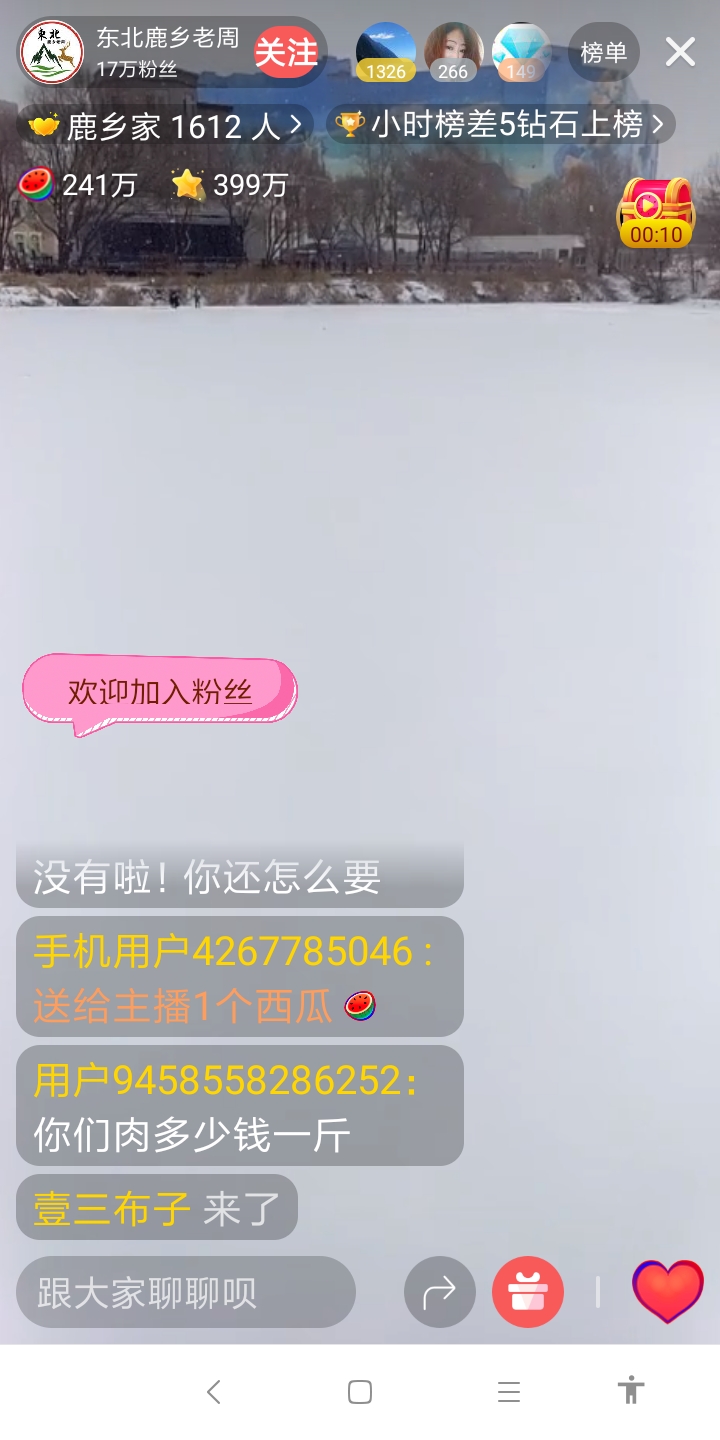 東北
东北鹿乡老周
17万粉丝
关注
1326
266
149
榜单
鹿乡家 1612 人
小时榜差5钻石上榜
241万
399万
00:10
欢迎加入粉丝
没有啦！你还怎么要
手机用户4267785046 :
送给主播1个西瓜
用户9458558286252：
你们肉多少钱一斤
壹三布子 来了
跟大家聊聊呗